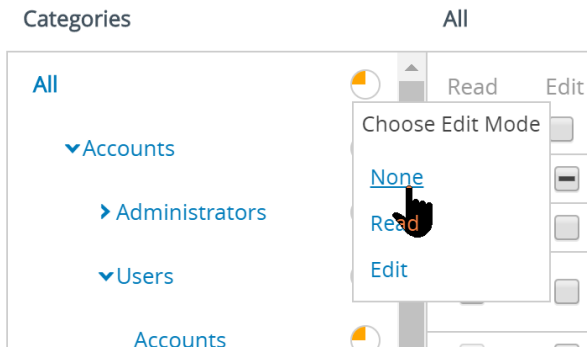 Categories
All
All
Read Edit
Choose Edit Mode
Accounts
None
Administrators
Read
Users
Edit
Accounts